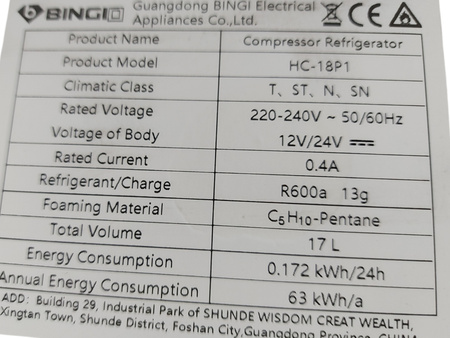 BINGI Guangdong BINGI Electrical
Appliances Co.,Ltd. CE
Product Name Compressor Refrigerator
Product Model HC-18P1
Climatic Class T、ST、N、SN
Rated Voltage 220-240V ~ 50/60Hz
Voltage of Body 12V/24V
Rated Current 0.4A
Refrigerant/Charge R600a 13g
Foaming Material C5H10-Pentane
Total Volume 17 L
Energy Consumption 0.172 kWh/24h
Annual Energy Consumption 63 kWh/a
ADD: Building 29, Industrial Park of SHUNDE WISDOM CREAT WEALTH,
Xingtan Town, Shunde District, Foshan City,Guangdong Province, CHINA